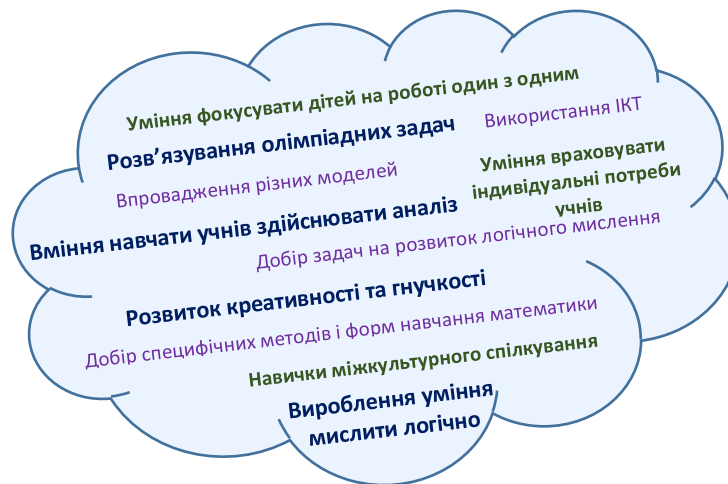 Уміння фокусувати дітей на роботі один з одним
Розв’язування олімпіадних задач
Використання ІКТ
Впровадження різних моделей
Уміння враховувати
індивідуальні потреби
учнів
Вміння навчати учнів здійснювати аналіз
Добір задач на розвиток логічного мислення
Розвиток креативності та гнучкості
Добір специфічних методів і форм навчання математики
Навички міжкультурного спілкування
Вироблення уміння
мислити логічно